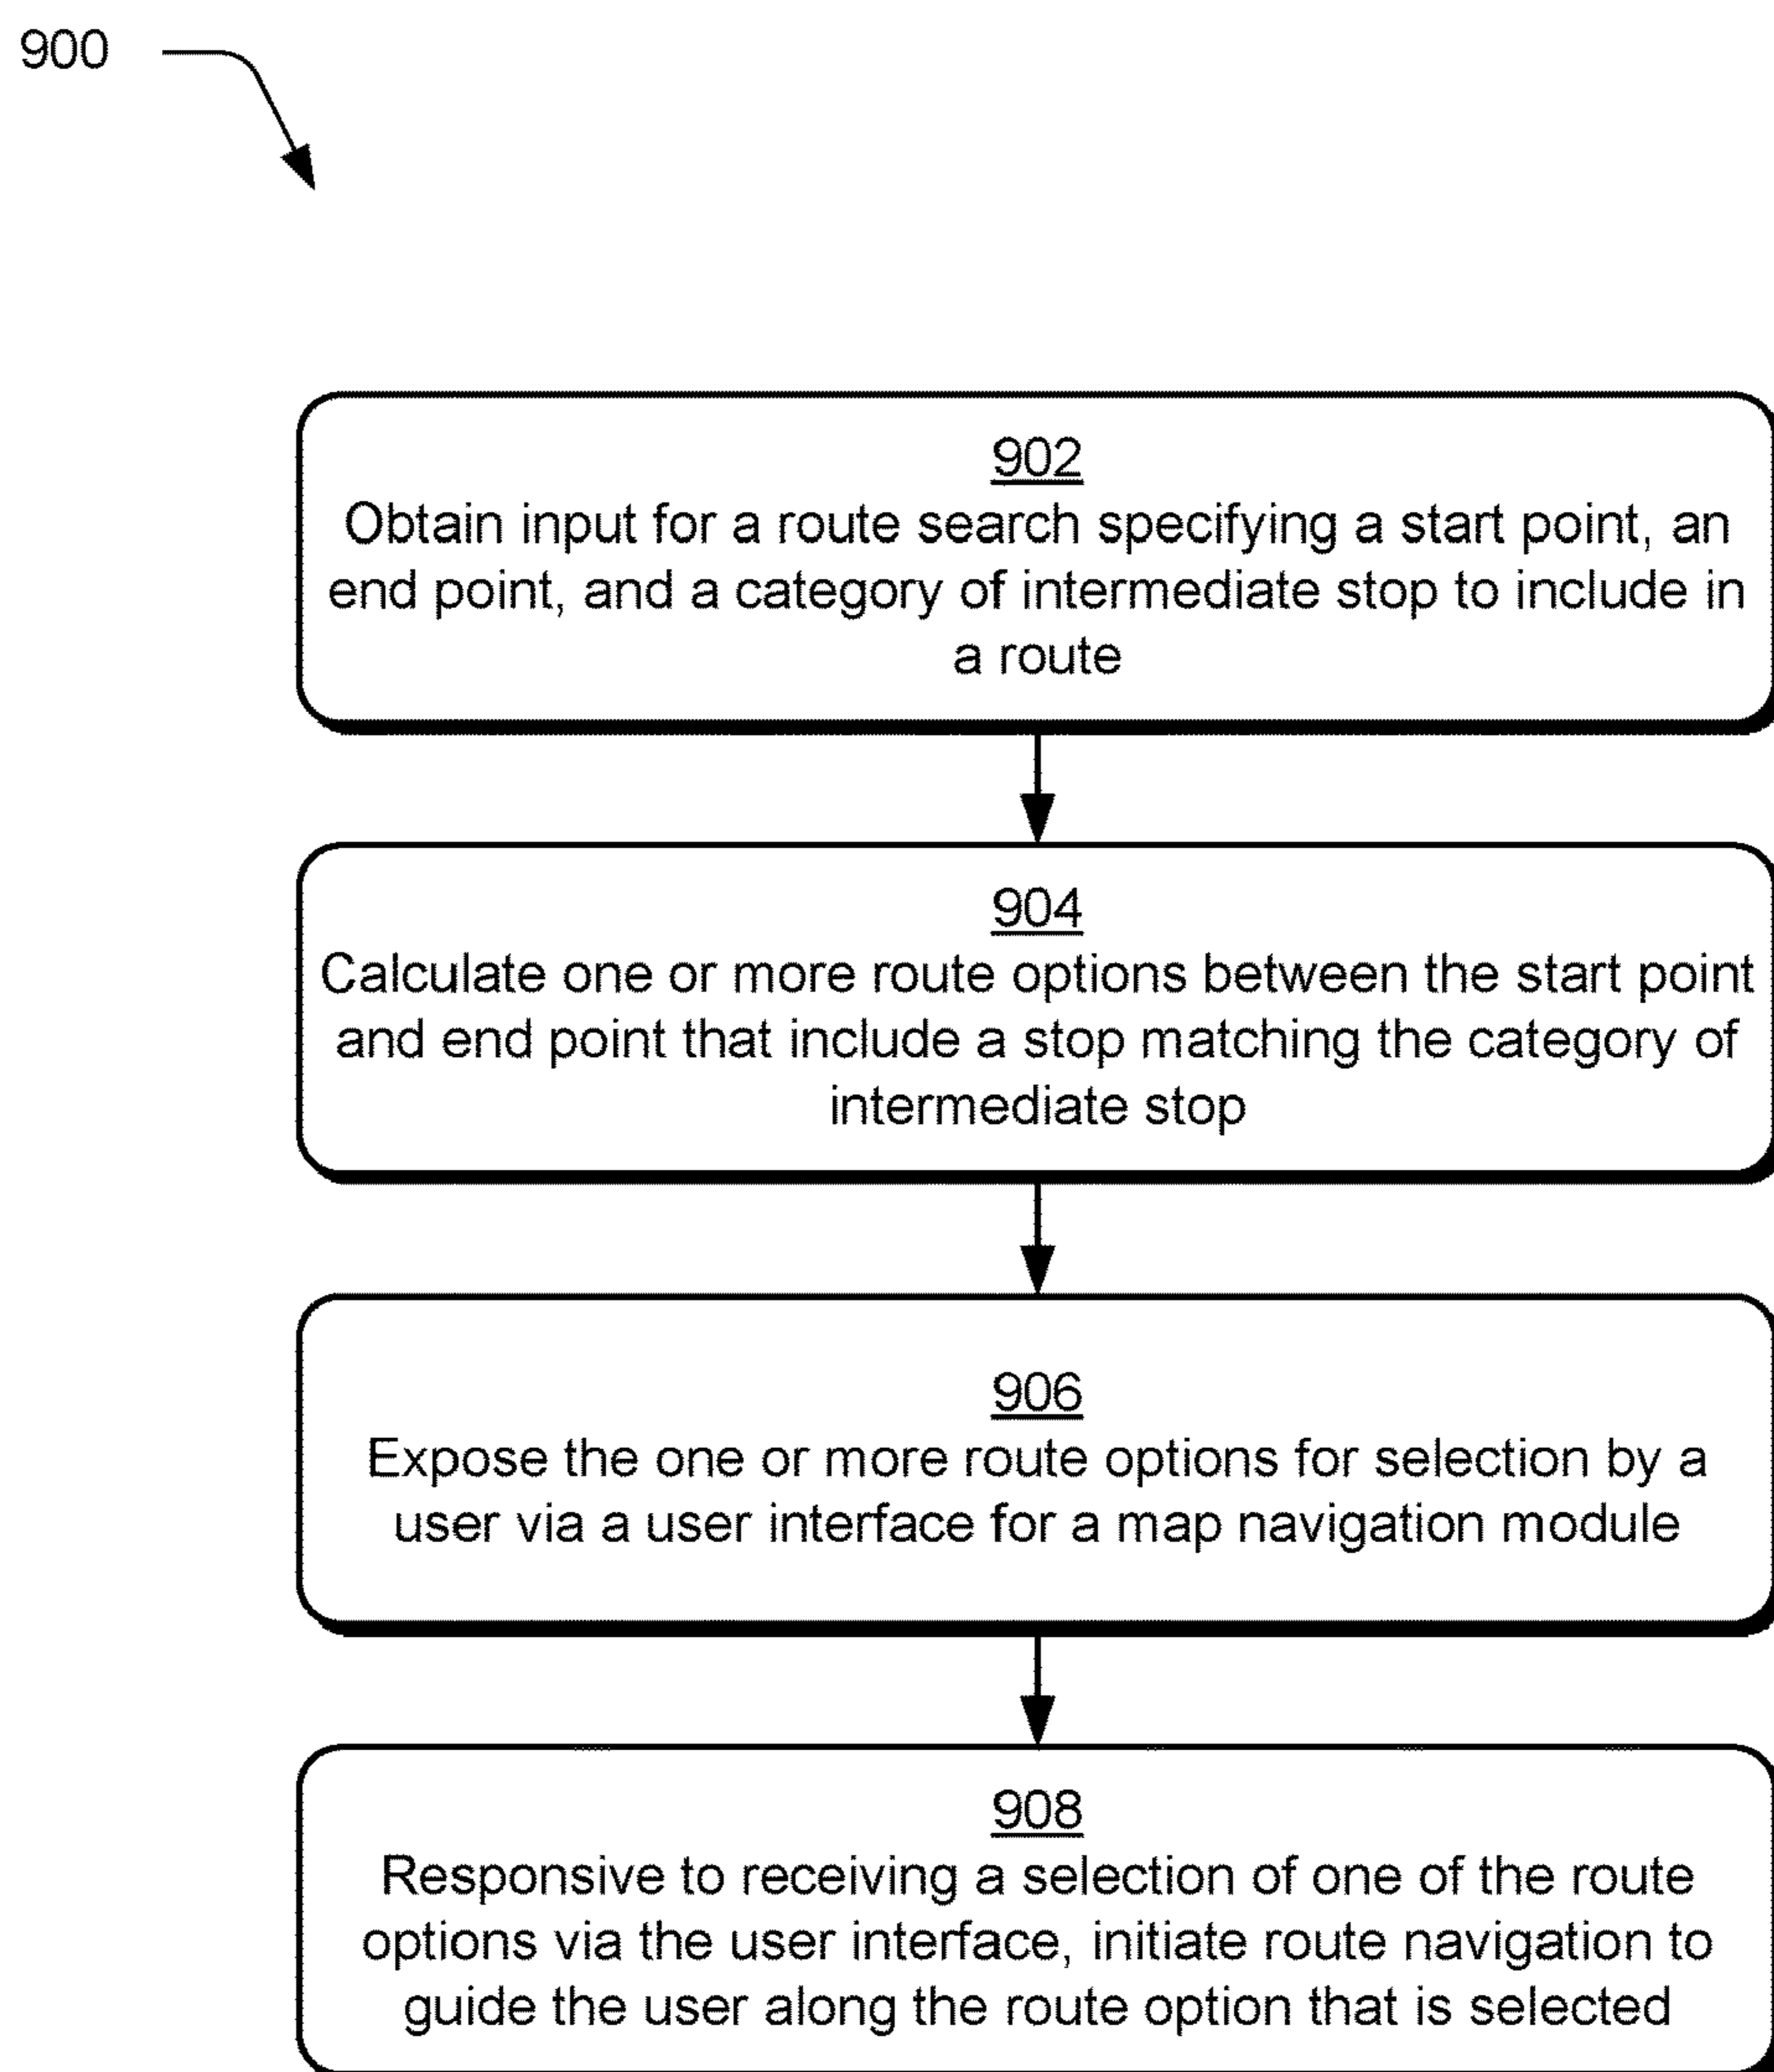 900
902
Obtain input for a route search specifying a start point, an
end point, and a category of intermediate stop to include in
a route
904
Calculate one or more route options between the start point
and end point that include a stop matching the category of
intermediate stop
906
Expose the one or more route options for selection by a
user via a user interface for a map navigation module
908
Responsive to receiving a selection of one of the route
options via the user interface, initiate route navigation to
guide the user along the route option that is selected